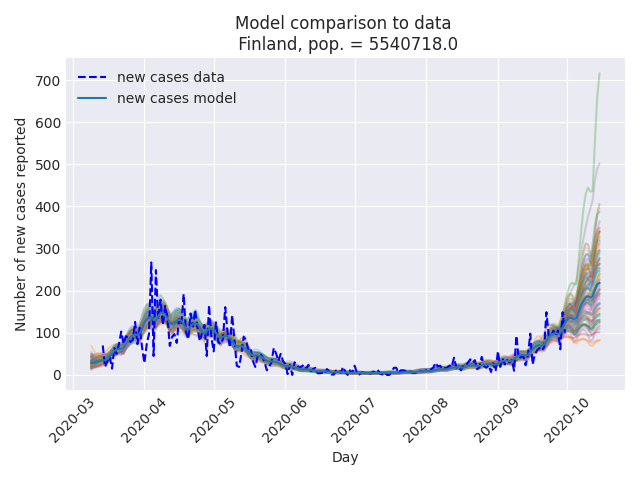 Model comparison to data
Finland, pop. = 5540718.0
new cases data
new cases model
Number of new cases reported
700
600
500
400
300
200
100
0
2020-03
2020-04
2020-05
2020-06
2020-07
2020-08
2020-09
2020-10
Day